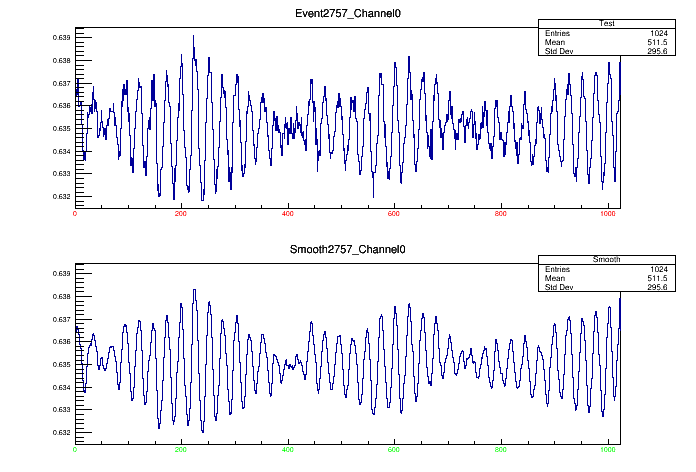 Event2757_Channel0
Test
Entries 1024
Mean 511.5
Std Dev 295.6
0.639
0.638
0.637
0.636
0.635
0.634
0.633
0.632
0 200 400 600 800 1000
Smooth2757_Channel0
Smooth
Entries 1024
Mean 511.5
Std Dev 295.6
0.639
0.638
0.637
0.636
0.635
0.634
0.633
0.632
0 200 400 600 800 1000